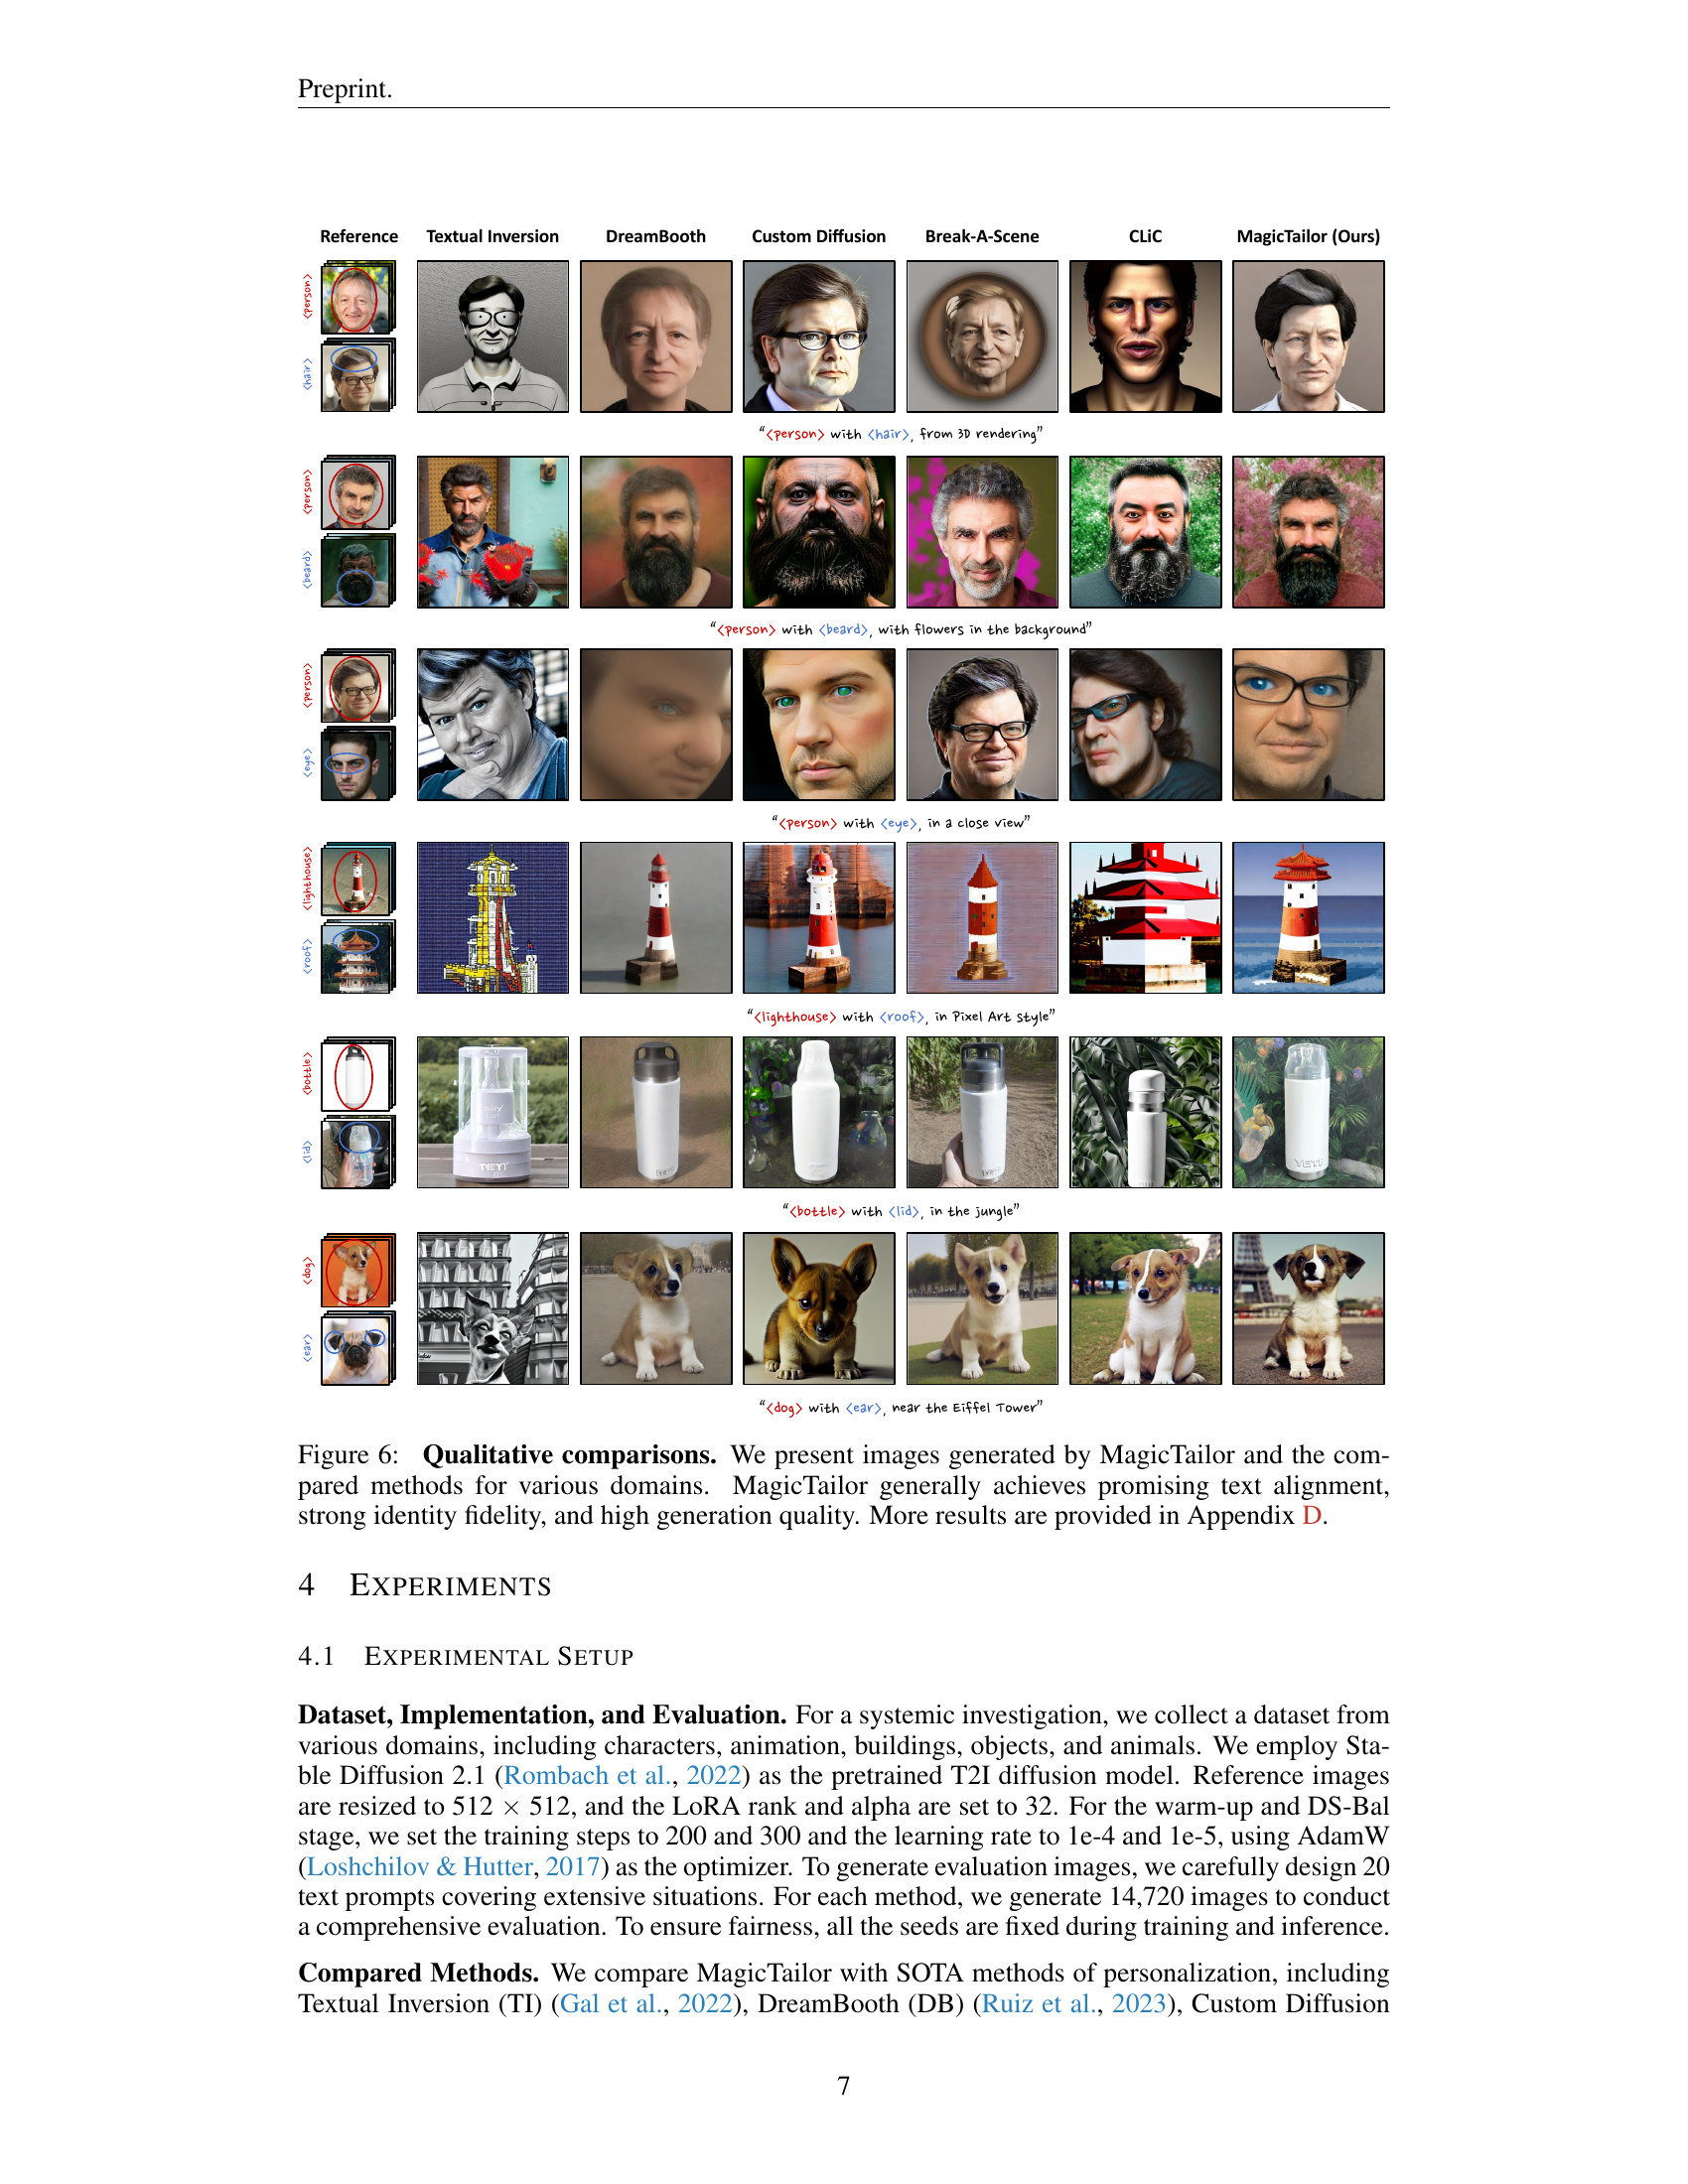 Preprint.
Reference Textual Inversion DreamBooth Custom Diffusion Break-A-Scene CLiC MagicTailor (Ours)
<person>
<hair>
“<person> with <hair>, from 3D rendering”
<person>
<beard>
“<person> with <beard>, with flowers in the background”
<person>
<eye>
“<person> with <eye>, in a close view”
<lighthouse>
<roof>
“<lighthouse> with <roof>, in Pixel Art style”
<bottle>
<lid>
YETI
“<bottle> with <lid>, in the jungle”
<dog>
<ear>
“<dog> with <ear>, near the Eiffel Tower”
Figure 6: Qualitative comparisons. We present images generated by MagicTailor and the com-
pared methods for various domains. MagicTailor generally achieves promising text alignment,
strong identity fidelity, and high generation quality. More results are provided in Appendix D.
4 EXPERIMENTS
4.1 EXPERIMENTAL SETUP
Dataset, Implementation, and Evaluation. For a systemic investigation, we collect a dataset from
various domains, including characters, animation, buildings, objects, and animals. We employ Sta-
ble Diffusion 2.1 (Rombach et al., 2022) as the pretrained T2I diffusion model. Reference images
are resized to 512 × 512, and the LoRA rank and alpha are set to 32. For the warm-up and DS-Bal
stage, we set the training steps to 200 and 300 and the learning rate to 1e-4 and 1e-5, using AdamW
(Loshchilov & Hutter, 2017) as the optimizer. To generate evaluation images, we carefully design 20
text prompts covering extensive situations. For each method, we generate 14,720 images to conduct
a comprehensive evaluation. To ensure fairness, all the seeds are fixed during training and inference.
Compared Methods. We compare MagicTailor with SOTA methods of personalization, including
Textual Inversion (TI) (Gal et al., 2022), DreamBooth (DB) (Ruiz et al., 2023), Custom Diffusion
7